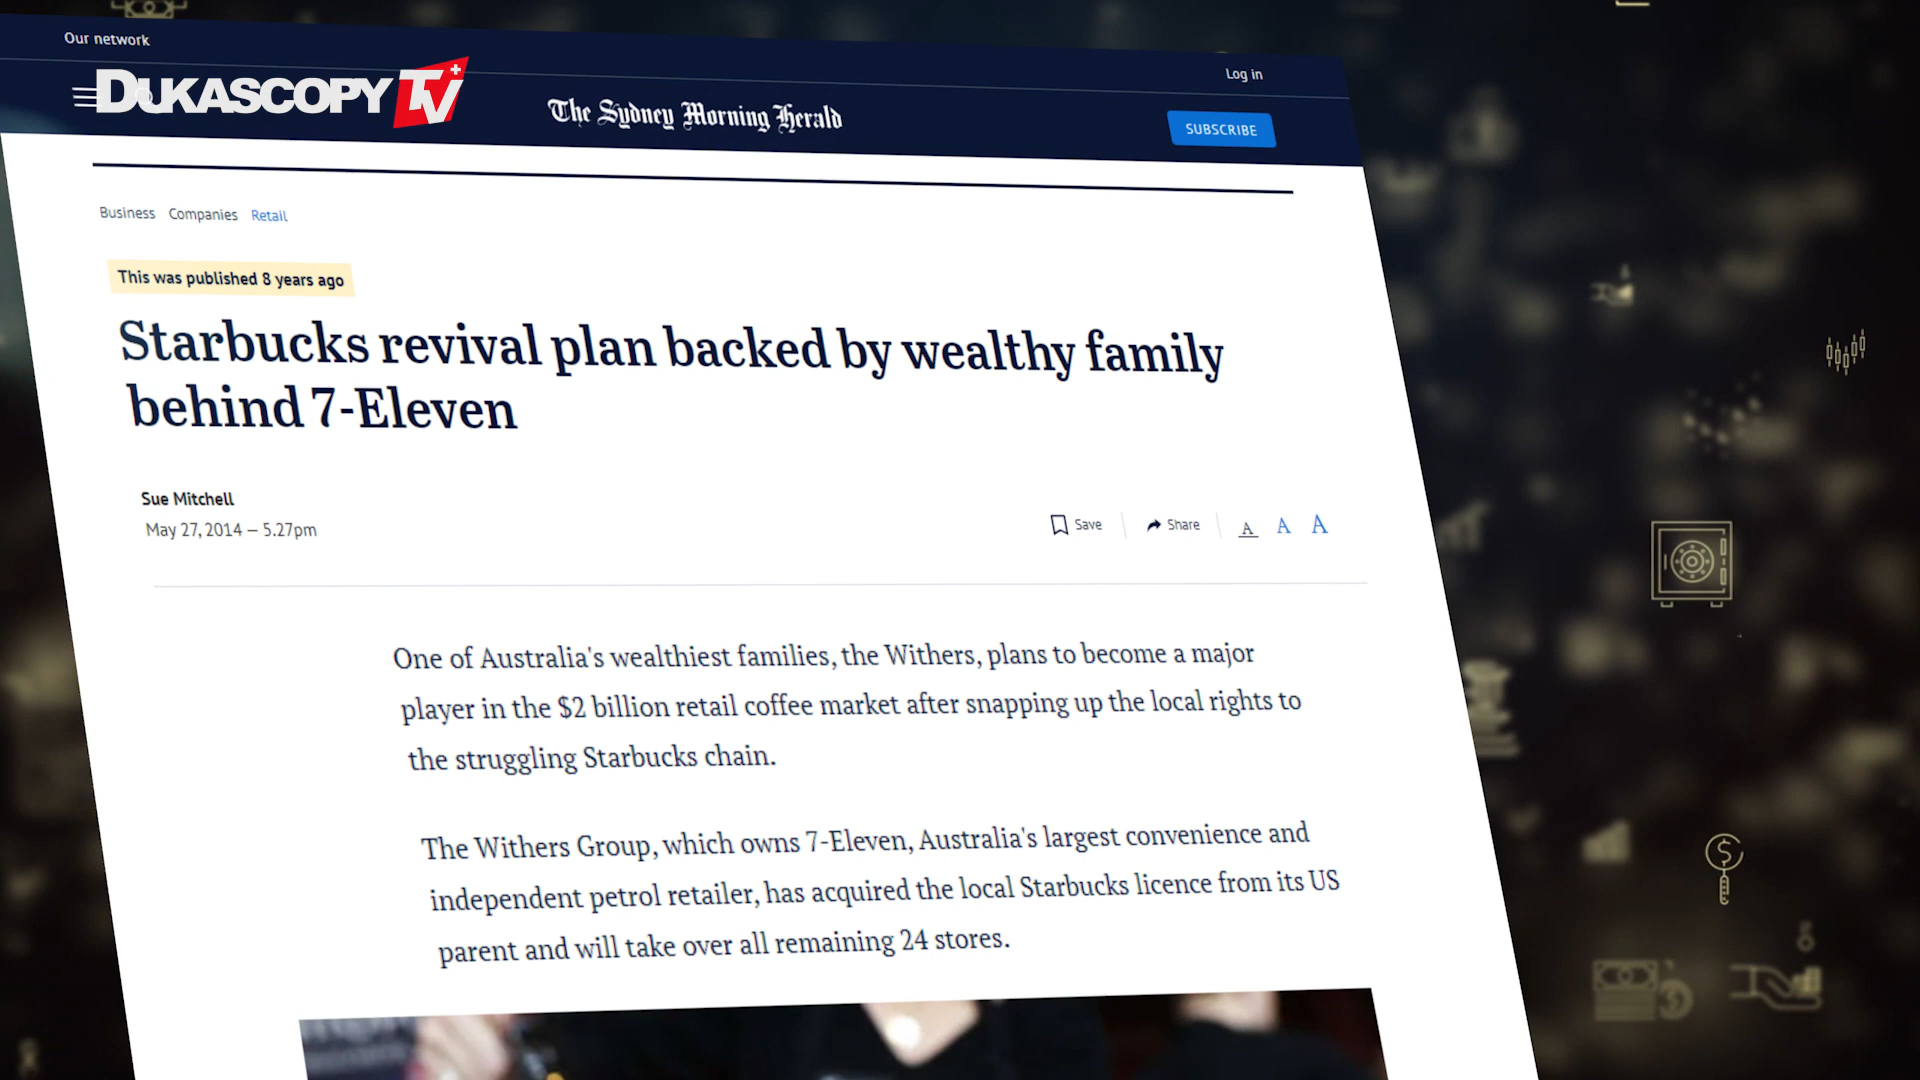 Our network
Log in
DUKASCOPY TV
The Sydney Morning Herald
SUBSCRIBE
Business Companies Retail
This was published 8 years ago
Starbucks revival plan backed by wealthy family
behind 7-Eleven
Sue Mitchell
May 27, 2014 — 5.27pm
Save Share A A A
One of Australia's wealthiest families, the Withers, plans to become a major
player in the $2 billion retail coffee market after snapping up the local rights to
the struggling Starbucks chain.
The Withers Group, which owns 7-Eleven, Australia's largest convenience and
independent petrol retailer, has acquired the local Starbucks licence from its US
parent and will take over all remaining 24 stores.